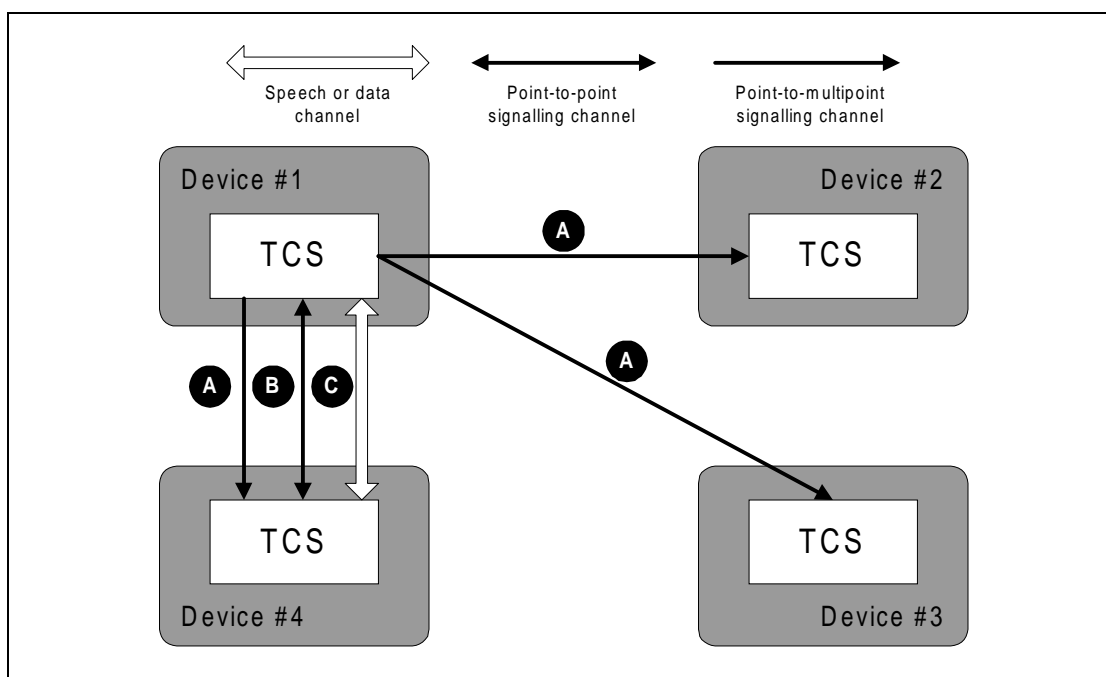 Speech or data
channel
Point-to-point
signalling channel
Point-to-multipoint
signalling channel
Device #1
TCS
Device #2
TCS
A
A
A
B
C
TCS
Device #4
TCS
Device #3